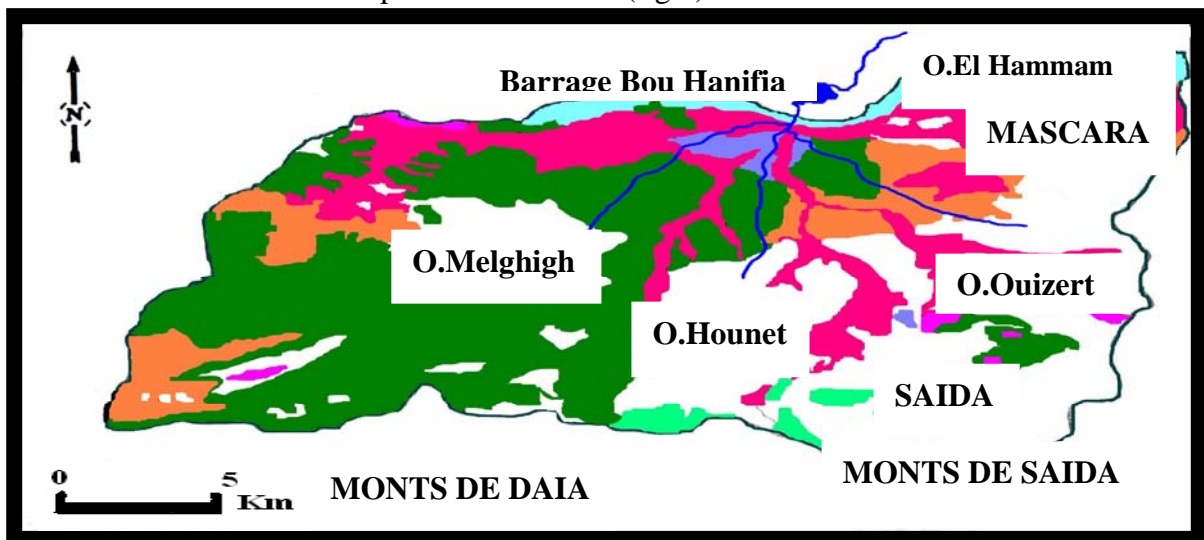 Barrage Bou Hanifia
O.El Hammam
N
MASCARA
O.Melghigh
O.Ouizert
O.Hounet
SAIDA
MONTS DE SAIDA
MONTS DE DAIA
0 5
Km